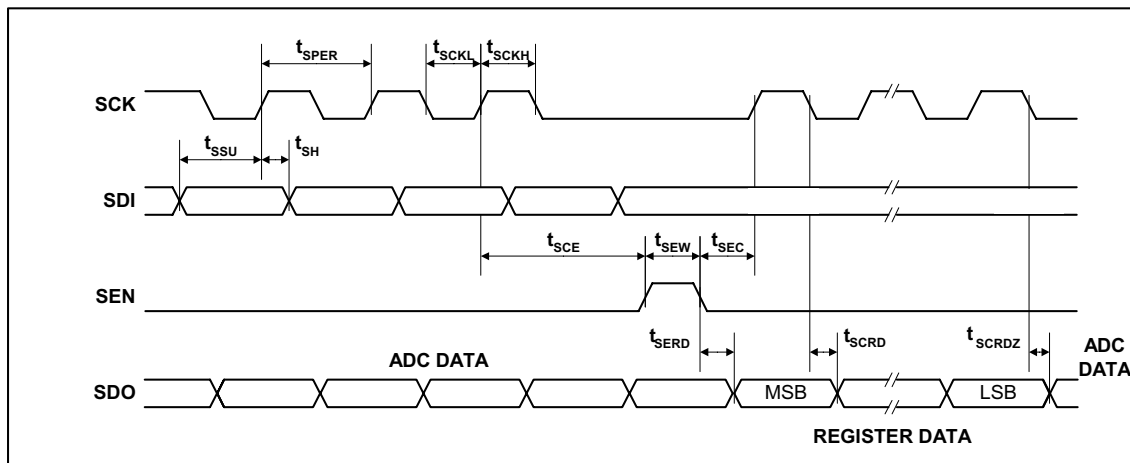 tSPER
tSCKL
tSCKH
SCK
tSSU
tSH
SDI
tSCE
tSEW
tSEC
SEN
tSERD
tSCRD
tSCRDZ
ADC DATA
ADC
DATA
SDO
MSB
LSB
REGISTER DATA